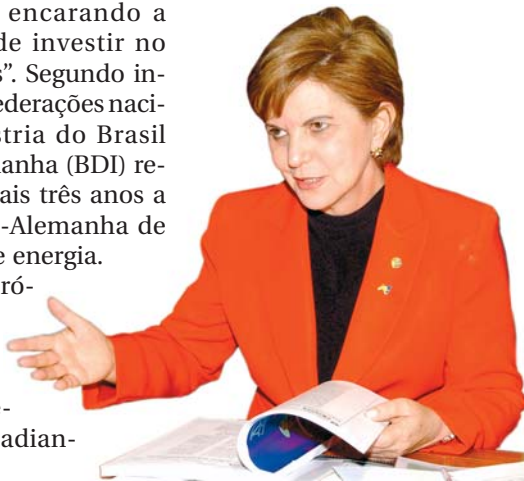 encarando a
de investir no
s”. Segundo in-
ederações naci-
stria do Brasil
anha (BDI) re-
ais três anos a
-Alemanha de
e energia.
ró-
e-
adian-